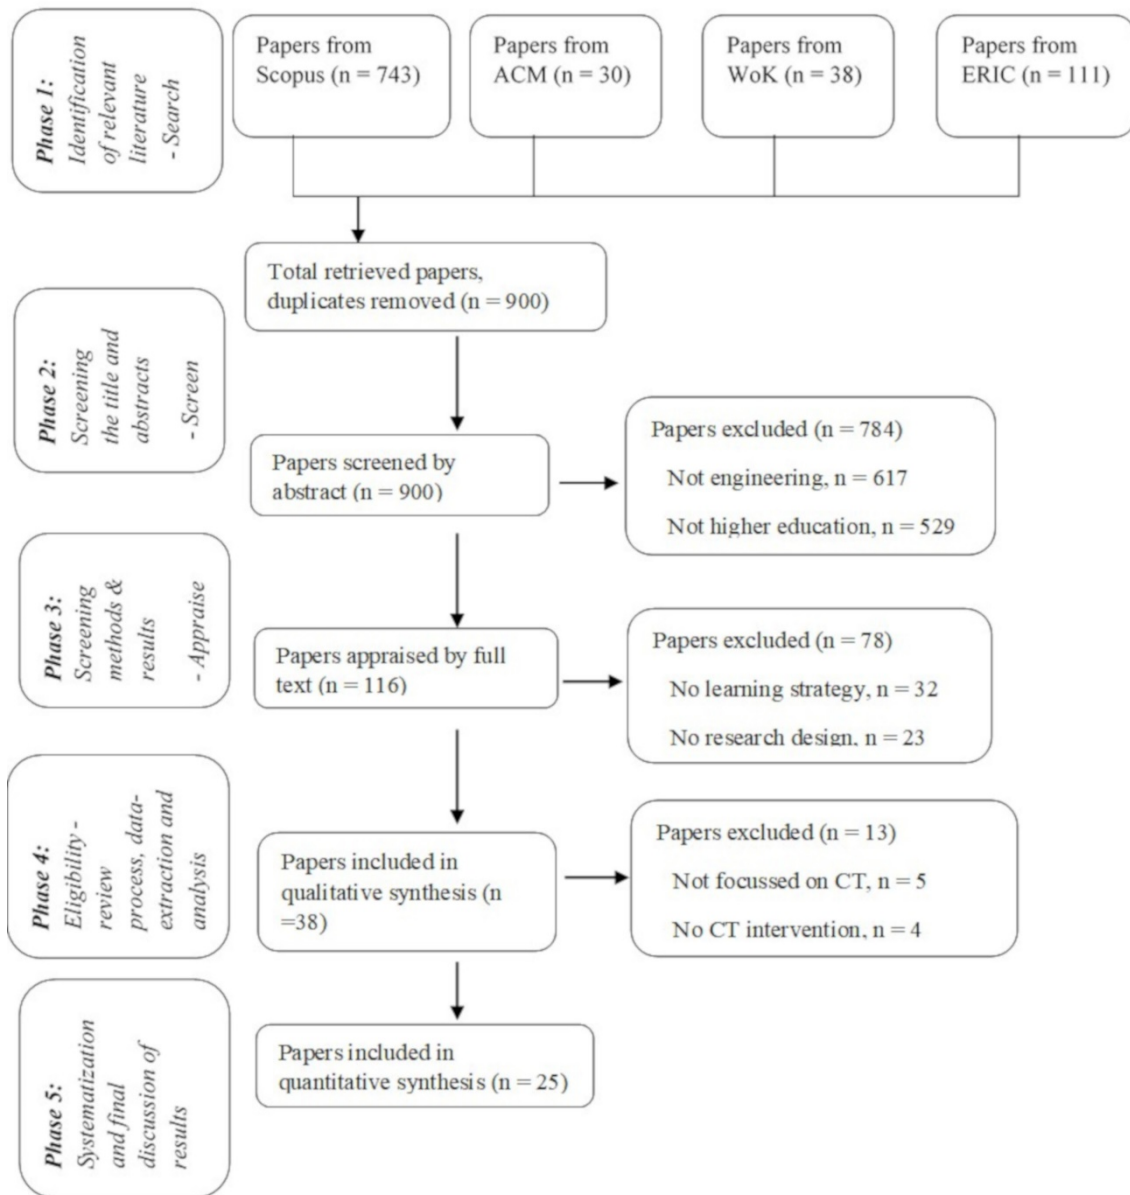 Phase 1:
Identification
of relevant
literature
- Search
Papers from
Scopus (n = 743)
Papers from
ACM (n = 30)
Papers from
WoK (n = 38)
Papers from
ERIC (n = 111)
Total retrieved papers,
duplicates removed (n = 900)
Phase 2:
Screening
the title and
abstracts
- Screen
Papers screened by
abstract (n = 900)
Papers excluded (n = 784)
Not engineering, n = 617
Not higher education, n = 529
Phase 3:
Screening
methods &
results
- Appraise
Papers appraised by full
text (n = 116)
Papers excluded (n = 78)
No learning strategy, n = 32
No research design, n = 23
Phase 4:
Eligibility -
review
process, data-
extraction and
analysis
Papers included in
qualitative synthesis (n
=38)
Papers excluded (n = 13)
Not focussed on CT, n = 5
No CT intervention, n = 4
Phase 5:
Systematization
and final
discussion of
results
Papers included in
quantitative synthesis (n = 25)